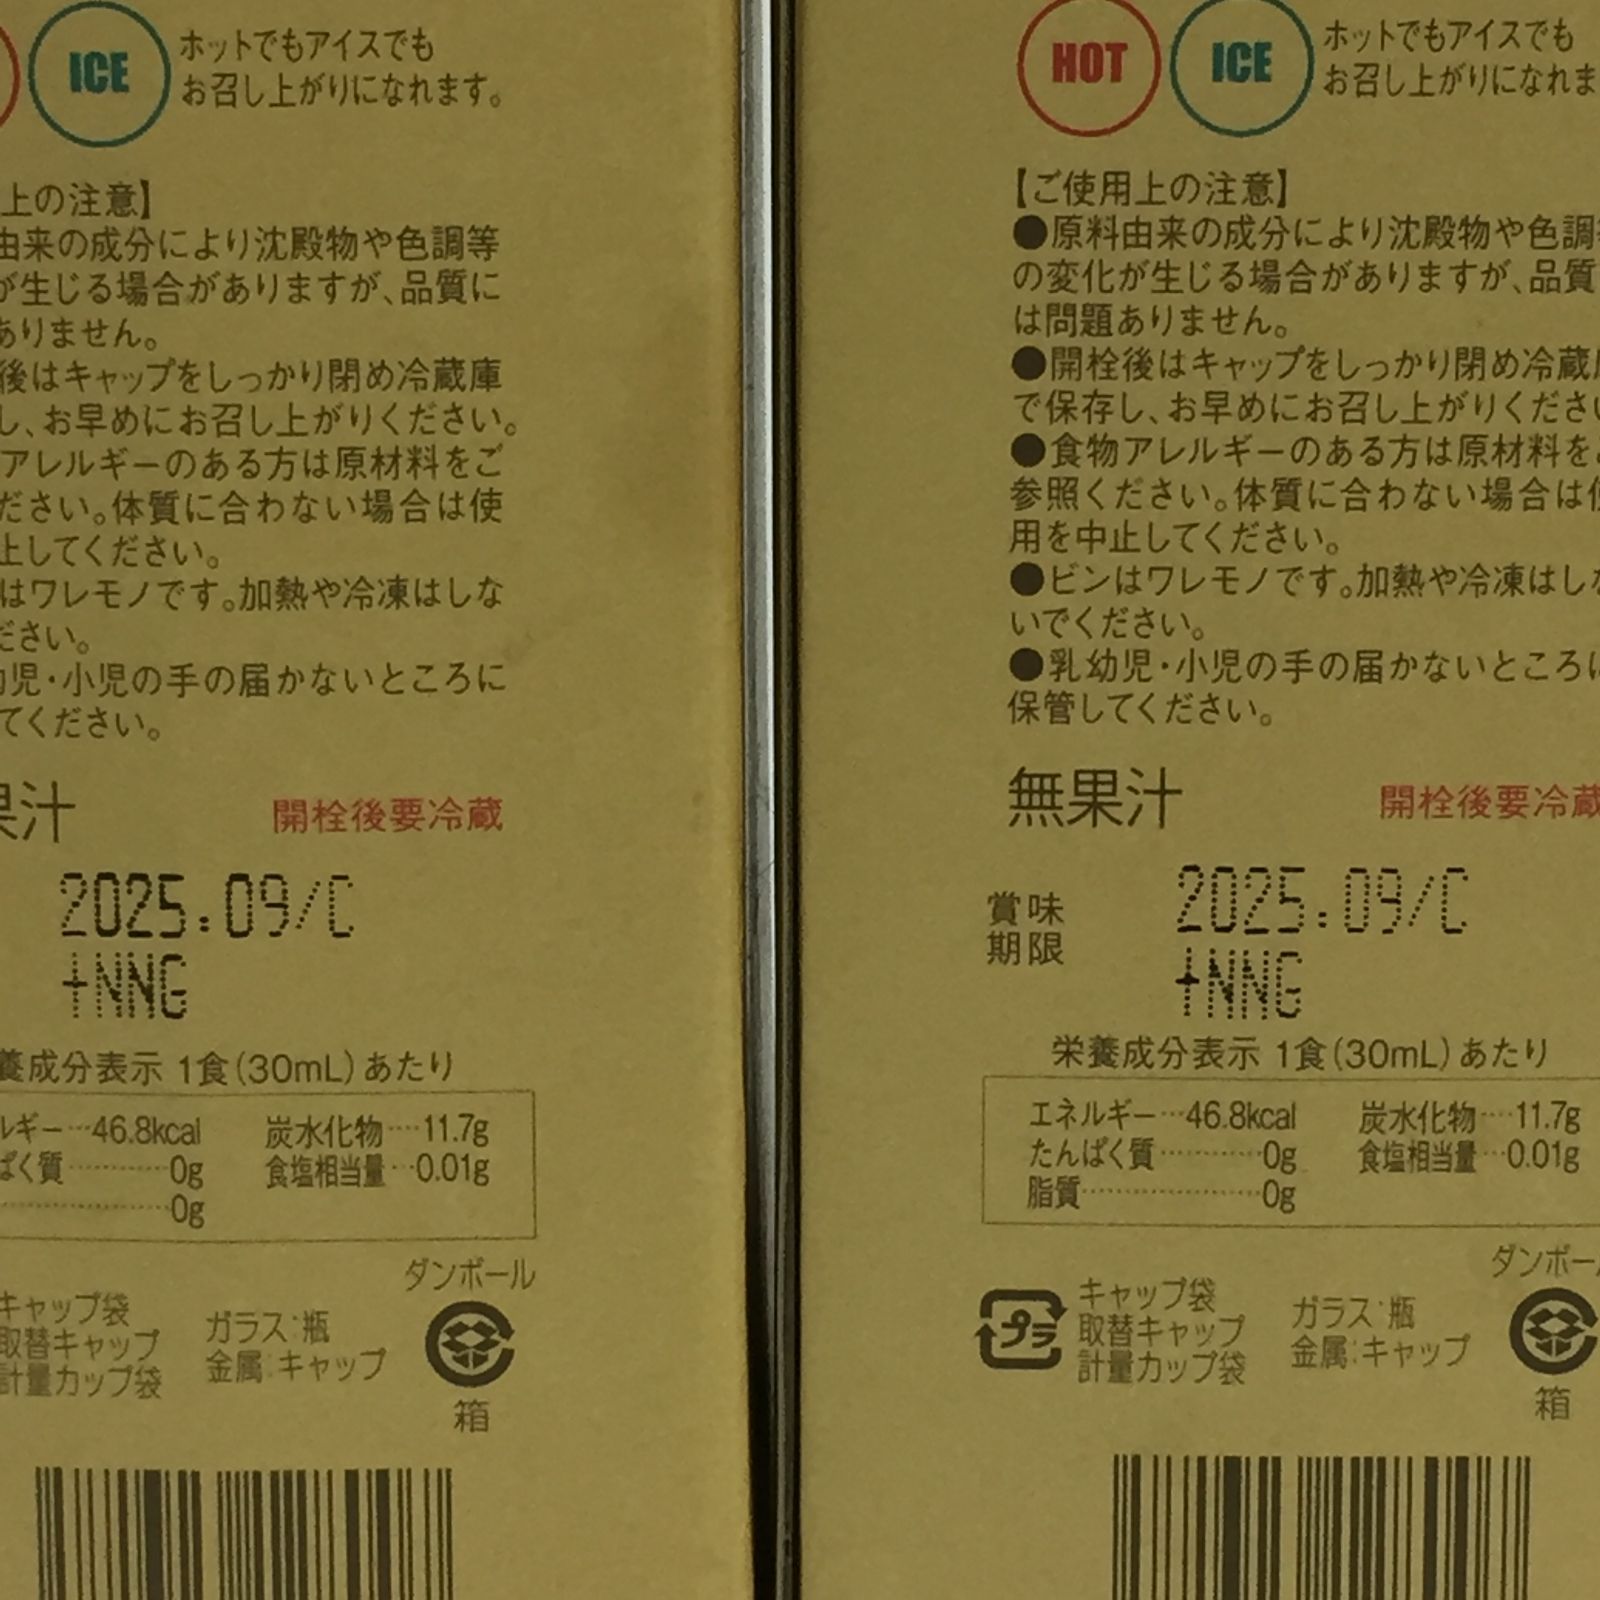 ICE
ホットでもアイスでも
お召し上がりになれます。
上の注意】
由来の成分により沈殿物や色調等
が生じる場合がありますが、品質に
ありません。
後はキャップをしっかり閉め冷蔵庫
し、お早めにお召し上がりください。
アレルギーのある方は原材料をご
ださい。体質に合わない場合は使
上してください。
はワレモノです。加熱や冷凍はしな
ださい。
幼児・小児の手の届かないところに
てください。
果汁
開栓後要冷蔵
2025.09/C
+NNG
養成分表示 1食(30mL)あたり
ルギー…46.8kcal 炭水化物…11.7g
ぱく質…0g 食塩相当量…0.01g
…0g
ダンボール
キャップ袋
取替キャップ
計量カップ袋
ガラス:瓶
金属:キャップ
箱
HOT
ICE
ホットでもアイスでも
お召し上がりになれま
【ご使用上の注意】
●原料由来の成分により沈殿物や色調等
の変化が生じる場合がありますが、品質
は問題ありません。
●開栓後はキャップをしっかり閉め冷蔵庫
で保存し、お早めにお召し上がりくださ
●食物アレルギーのある方は原材料をご
参照ください。体質に合わない場合は使
用を中止してください。
●ビンはワレモノです。加熱や冷凍はしな
いでください。
●乳幼児・小児の手の届かないところに
保管してください。
無果汁
開栓後要冷蔵
賞味
期限
2025.09/C
+NNG
栄養成分表示 1食(30mL)あたり
エネルギー…46.8kcal 炭水化物…11.7g
たんぱく質…0g 食塩相当量…0.01g
脂質…0g
ダンボール
プラ
キャップ袋
取替キャップ
計量カップ袋
ガラス:瓶
金属:キャップ
箱